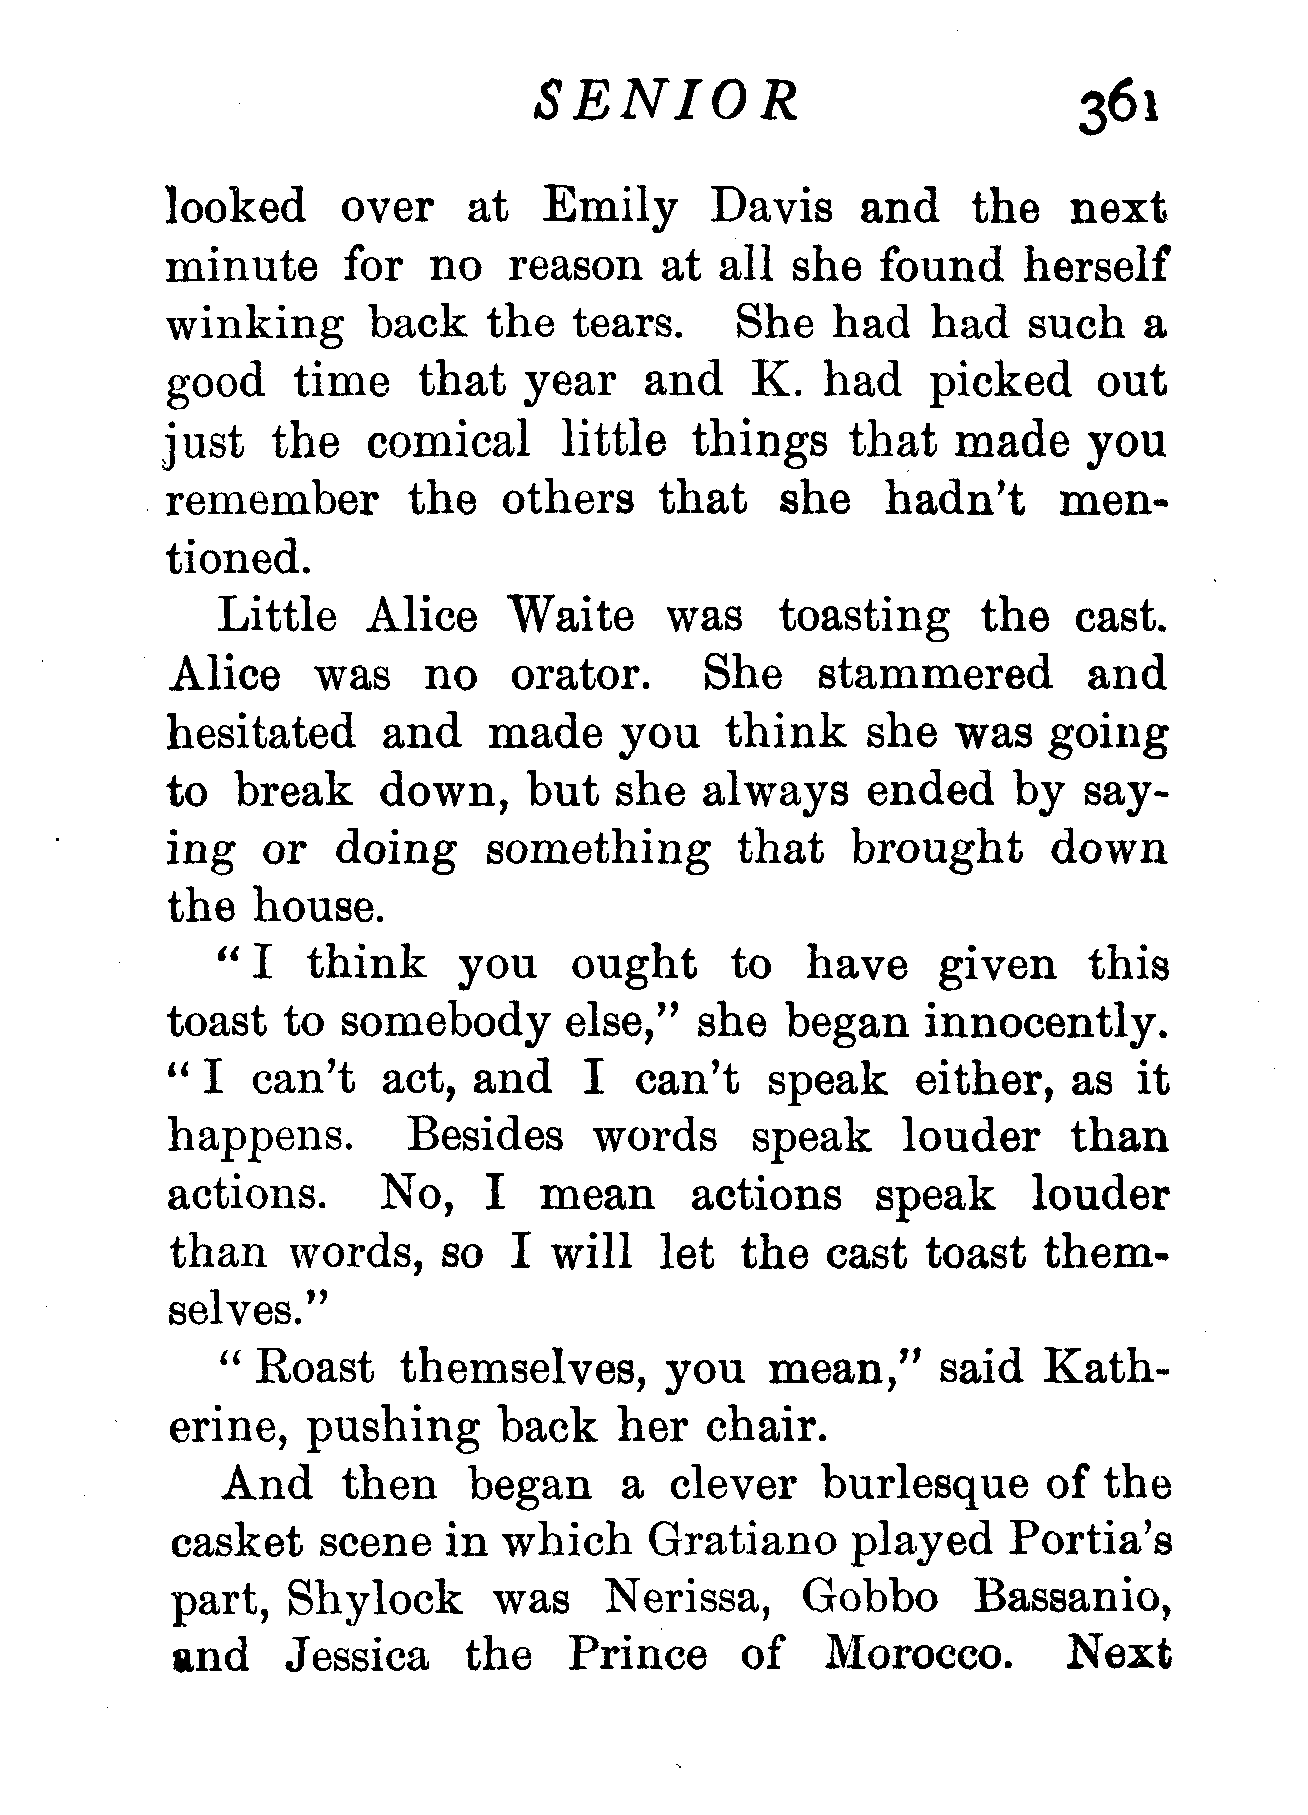 SENIOR 361
looked over at Emily Davis and the next
minute for no reason at all she found herself
winking back the tears. She had had such a
good time that year and K. had picked out
just the comical little things that made you
remember the others that she hadn't men-
tioned.
Little Alice Waite was toasting the cast.
Alice was no orator. She stammered and
hesitated and made you think she was going
to break down, but she always ended by say-
ing or doing something that brought down
the house.
“ I think you ought to have given this
toast to somebody else,” she began innocently.
“ I can't act, and I can't speak either, as it
happens. Besides words speak louder than
actions. No, I mean actions speak louder
than words, so I will let the cast toast them-
selves.”
“ Roast themselves, you mean,” said Kath-
erine, pushing back her chair.
And then began a clever burlesque of the
casket scene in which Gratiano played Portia's
part, Shylock was Nerissa, Gobbo Bassanio,
and Jessica the Prince of Morocco. Next